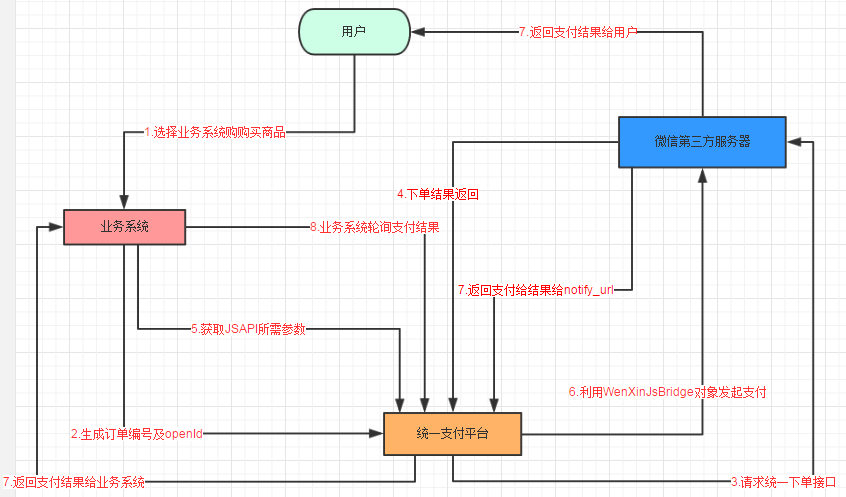 用户
7.返回支付结果给用户
1.选择业务系统购购买商品
微信第三方服务器
4.下单结果返回
业务系统
8.业务系统轮询支付结果
7.返回支付给结果给notify_url
5.获取JSAPI所需参数
6.利用WenXinJsBridge对象发起支付
2.生成订单编号及openId
统一支付平台
7.返回支付结果给业务系统
3.请求统一下单接口